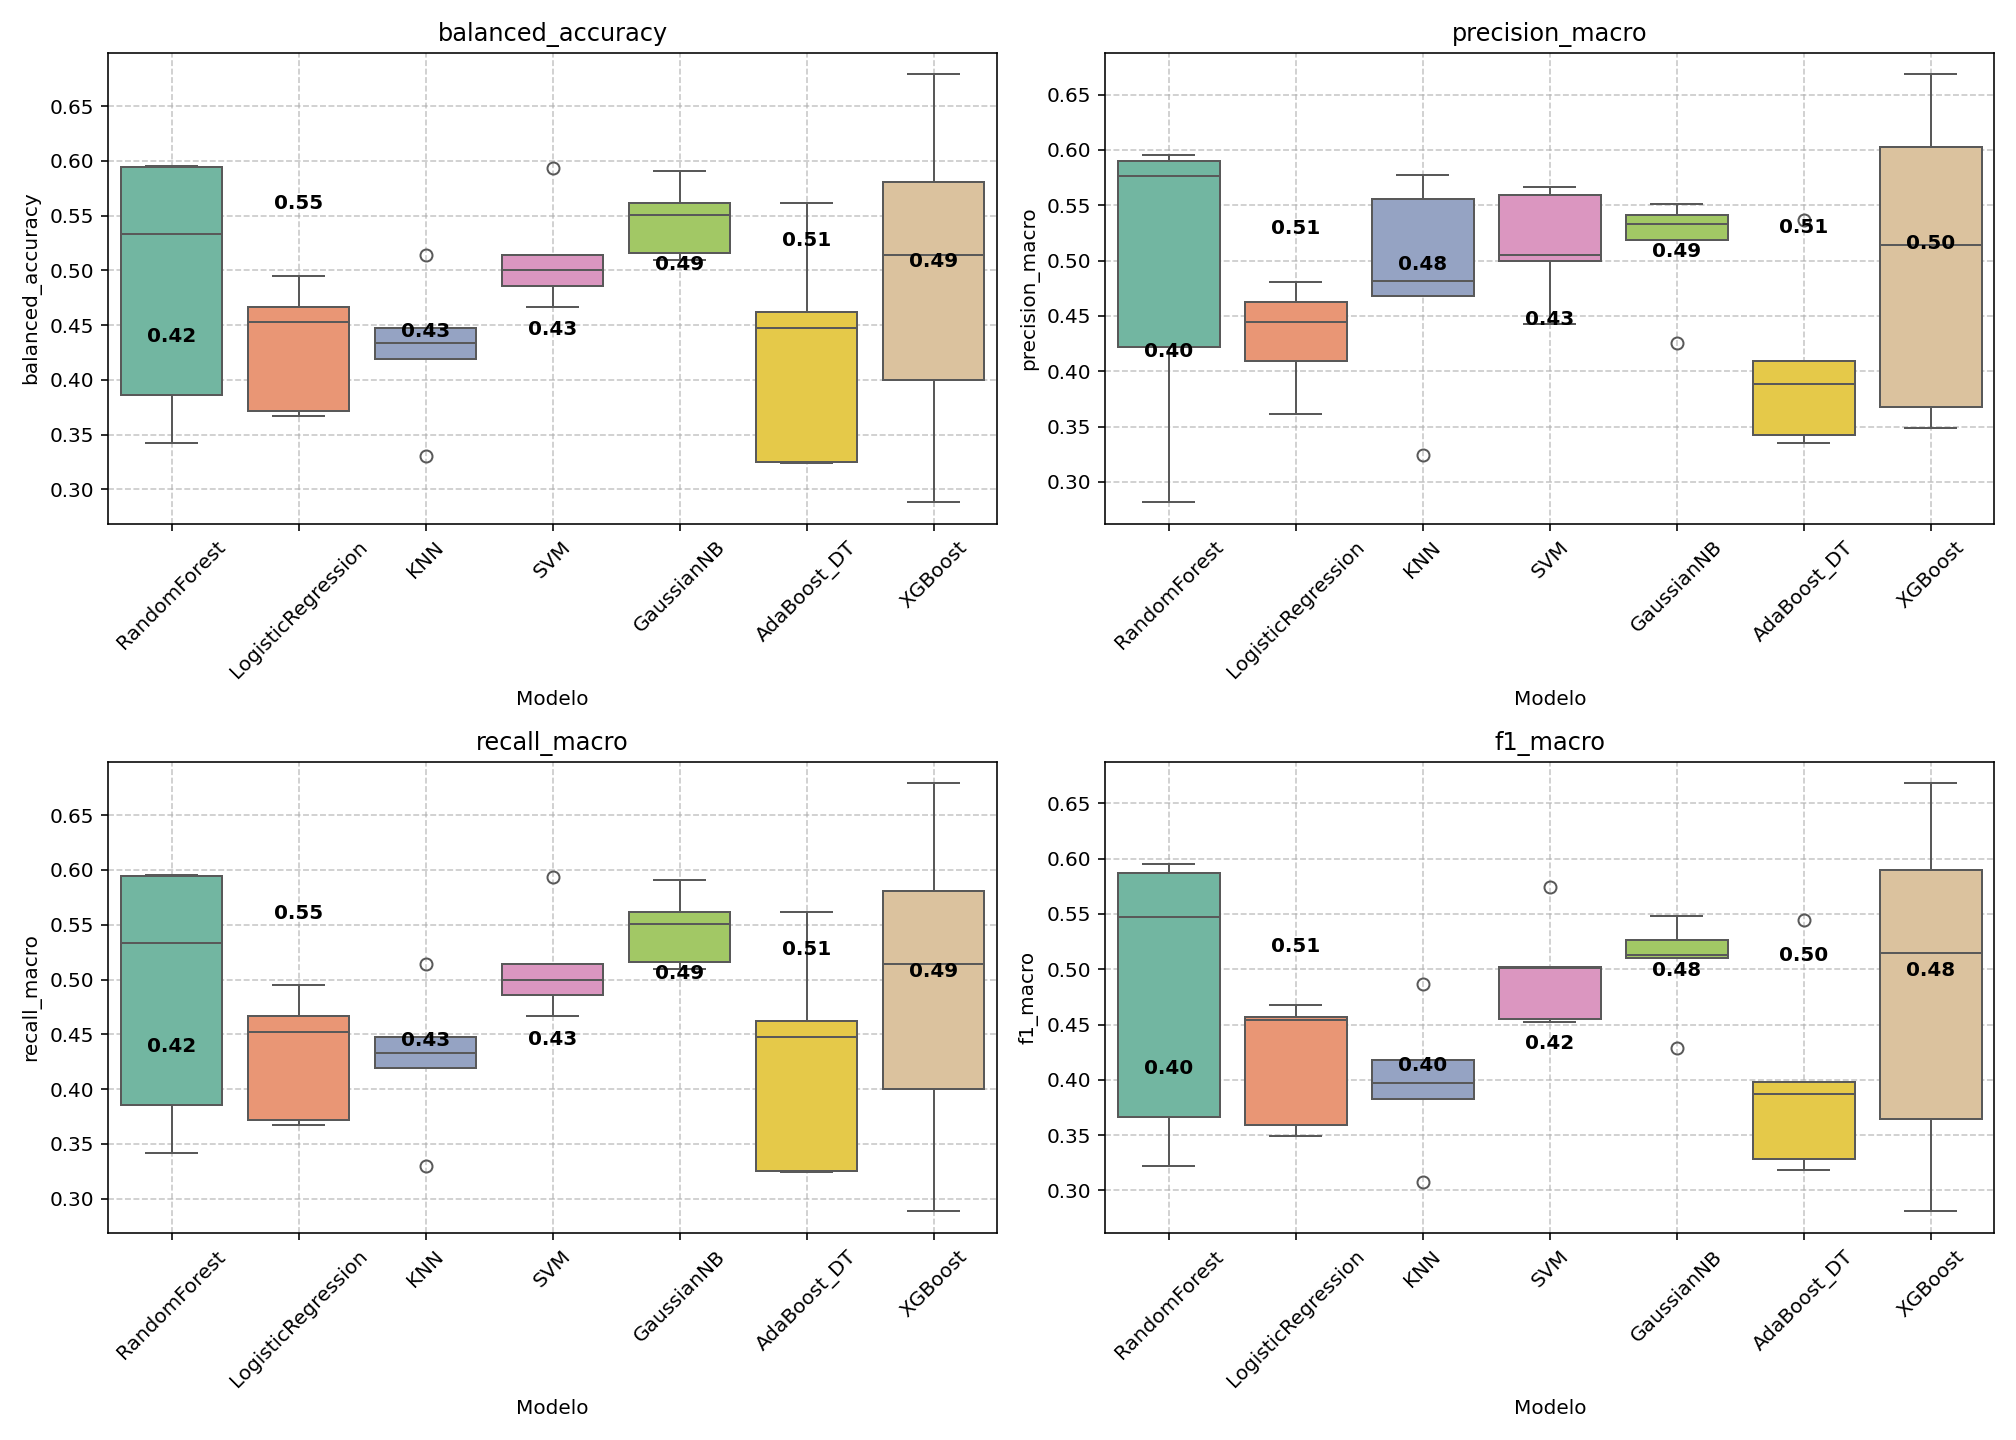 balanced_accuracy
balanced_accuracy
0.65
0.60
0.55
0.50
0.45
0.40
0.35
0.30
0.42
0.55
0.43
0.43
0.49
0.51
0.49
RandomForest
LogisticRegression
KNN
SVM
GaussianNB
AdaBoost_DT
XGBoost
Modelo
precision_macro
precision_macro
0.65
0.60
0.55
0.50
0.45
0.40
0.35
0.30
0.40
0.51
0.48
0.43
0.49
0.51
0.50
RandomForest
LogisticRegression
KNN
SVM
GaussianNB
AdaBoost_DT
XGBoost
Modelo
recall_macro
recall_macro
0.65
0.60
0.55
0.50
0.45
0.40
0.35
0.30
0.42
0.55
0.43
0.43
0.49
0.51
0.49
RandomForest
LogisticRegression
KNN
SVM
GaussianNB
AdaBoost_DT
XGBoost
Modelo
f1_macro
f1_macro
0.65
0.60
0.55
0.50
0.45
0.40
0.35
0.30
0.40
0.51
0.40
0.42
0.48
0.50
0.48
RandomForest
LogisticRegression
KNN
SVM
GaussianNB
AdaBoost_DT
XGBoost
Modelo